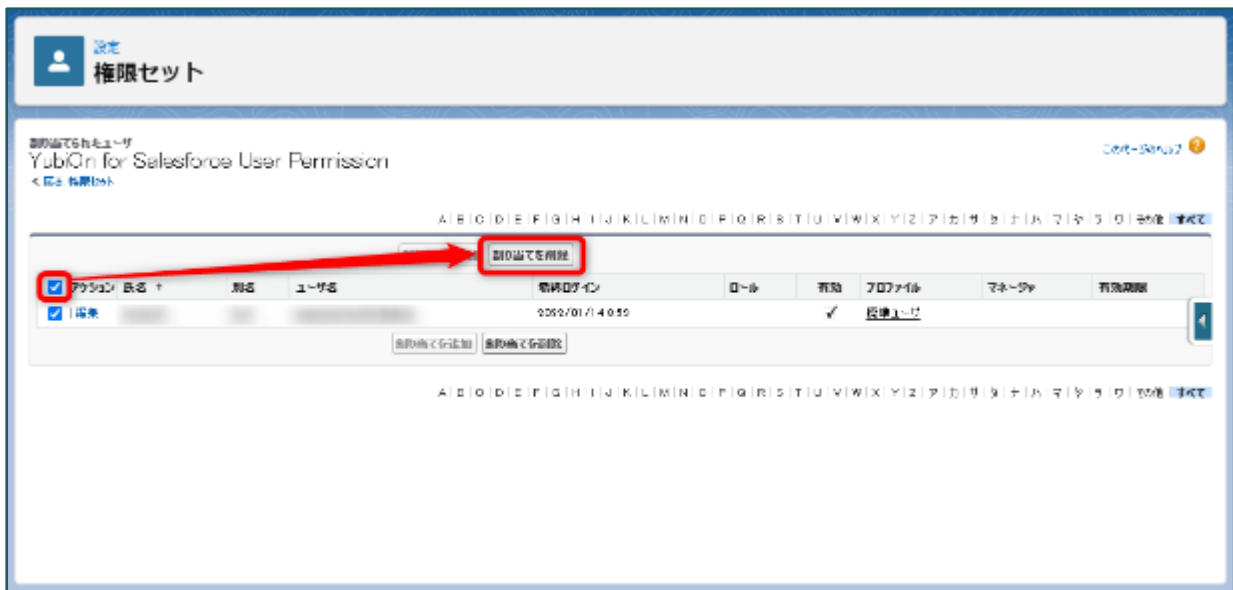 設定
権限セット
割り当てられたユーザ
YubiOn for Salesforce User Permission
このページのヘルプ
< 戻る: 権限セット
A | B | C | D | E | F | G | H | I | J | K | L | M | N | O | P | Q | R | S | T | U | V | W | X | Y | Z | ア | カ | サ | タ | ナ | ハ | マ | ヤ | ラ | ワ | その他 | すべて
割り当てを削除
アクション 氏名 ↑ 別名 ユーザ名 最終ログイン ロール 有効 プロファイル マネージャ 有効期限
編集 標準ユーザ
割り当てを追加 割り当てを削除
A | B | C | D | E | F | G | H | I | J | K | L | M | N | O | P | Q | R | S | T | U | V | W | X | Y | Z | ア | カ | サ | タ | ナ | ハ | マ | ヤ | ラ | ワ | その他 | すべて